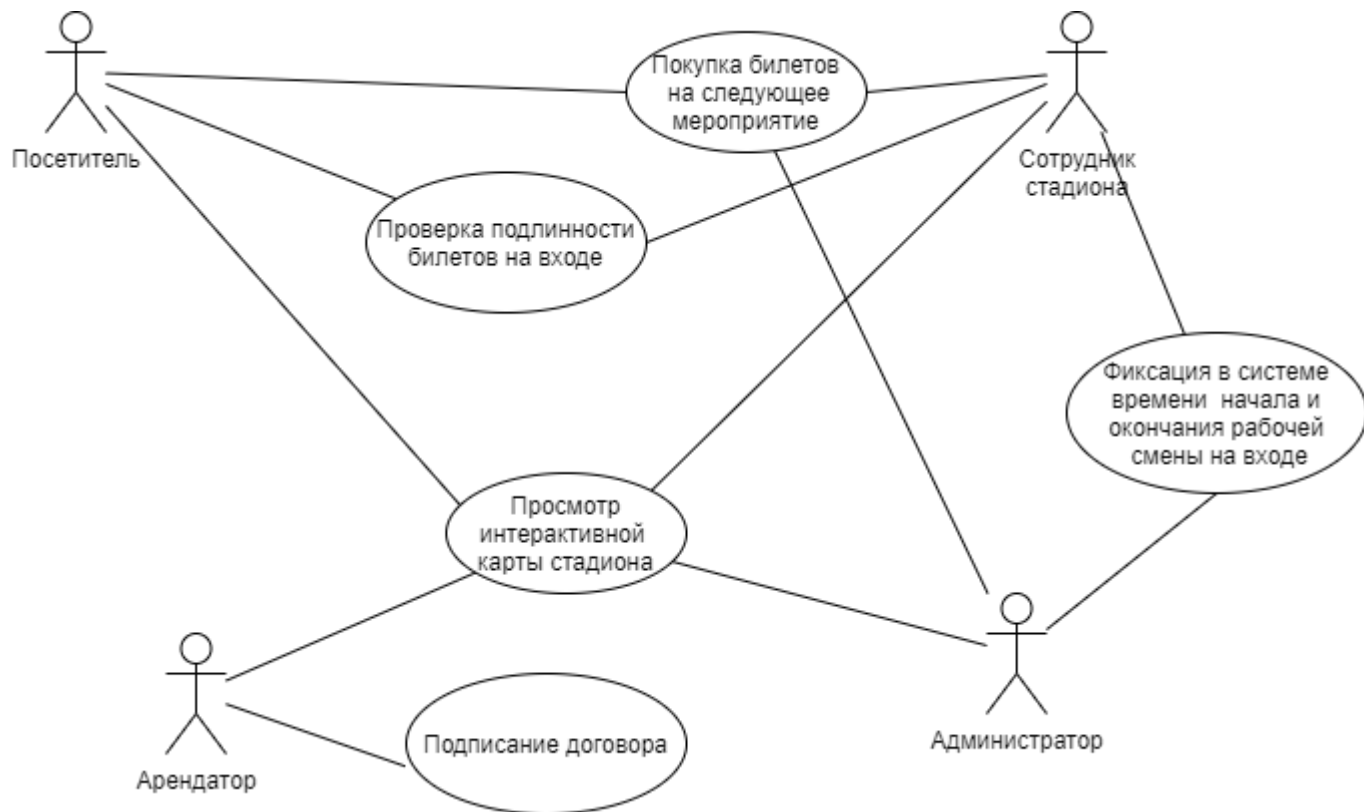 Посетитель
Покупка билетов
на следующее
мероприятие
Сотрудник
стадиона
Проверка подлинности
билетов на входе
Фиксация в системе
времени  начала и
окончания рабочей
смены на входе
Просмотр
интерактивной
карты стадиона
Арендатор
Подписание договора
Администратор